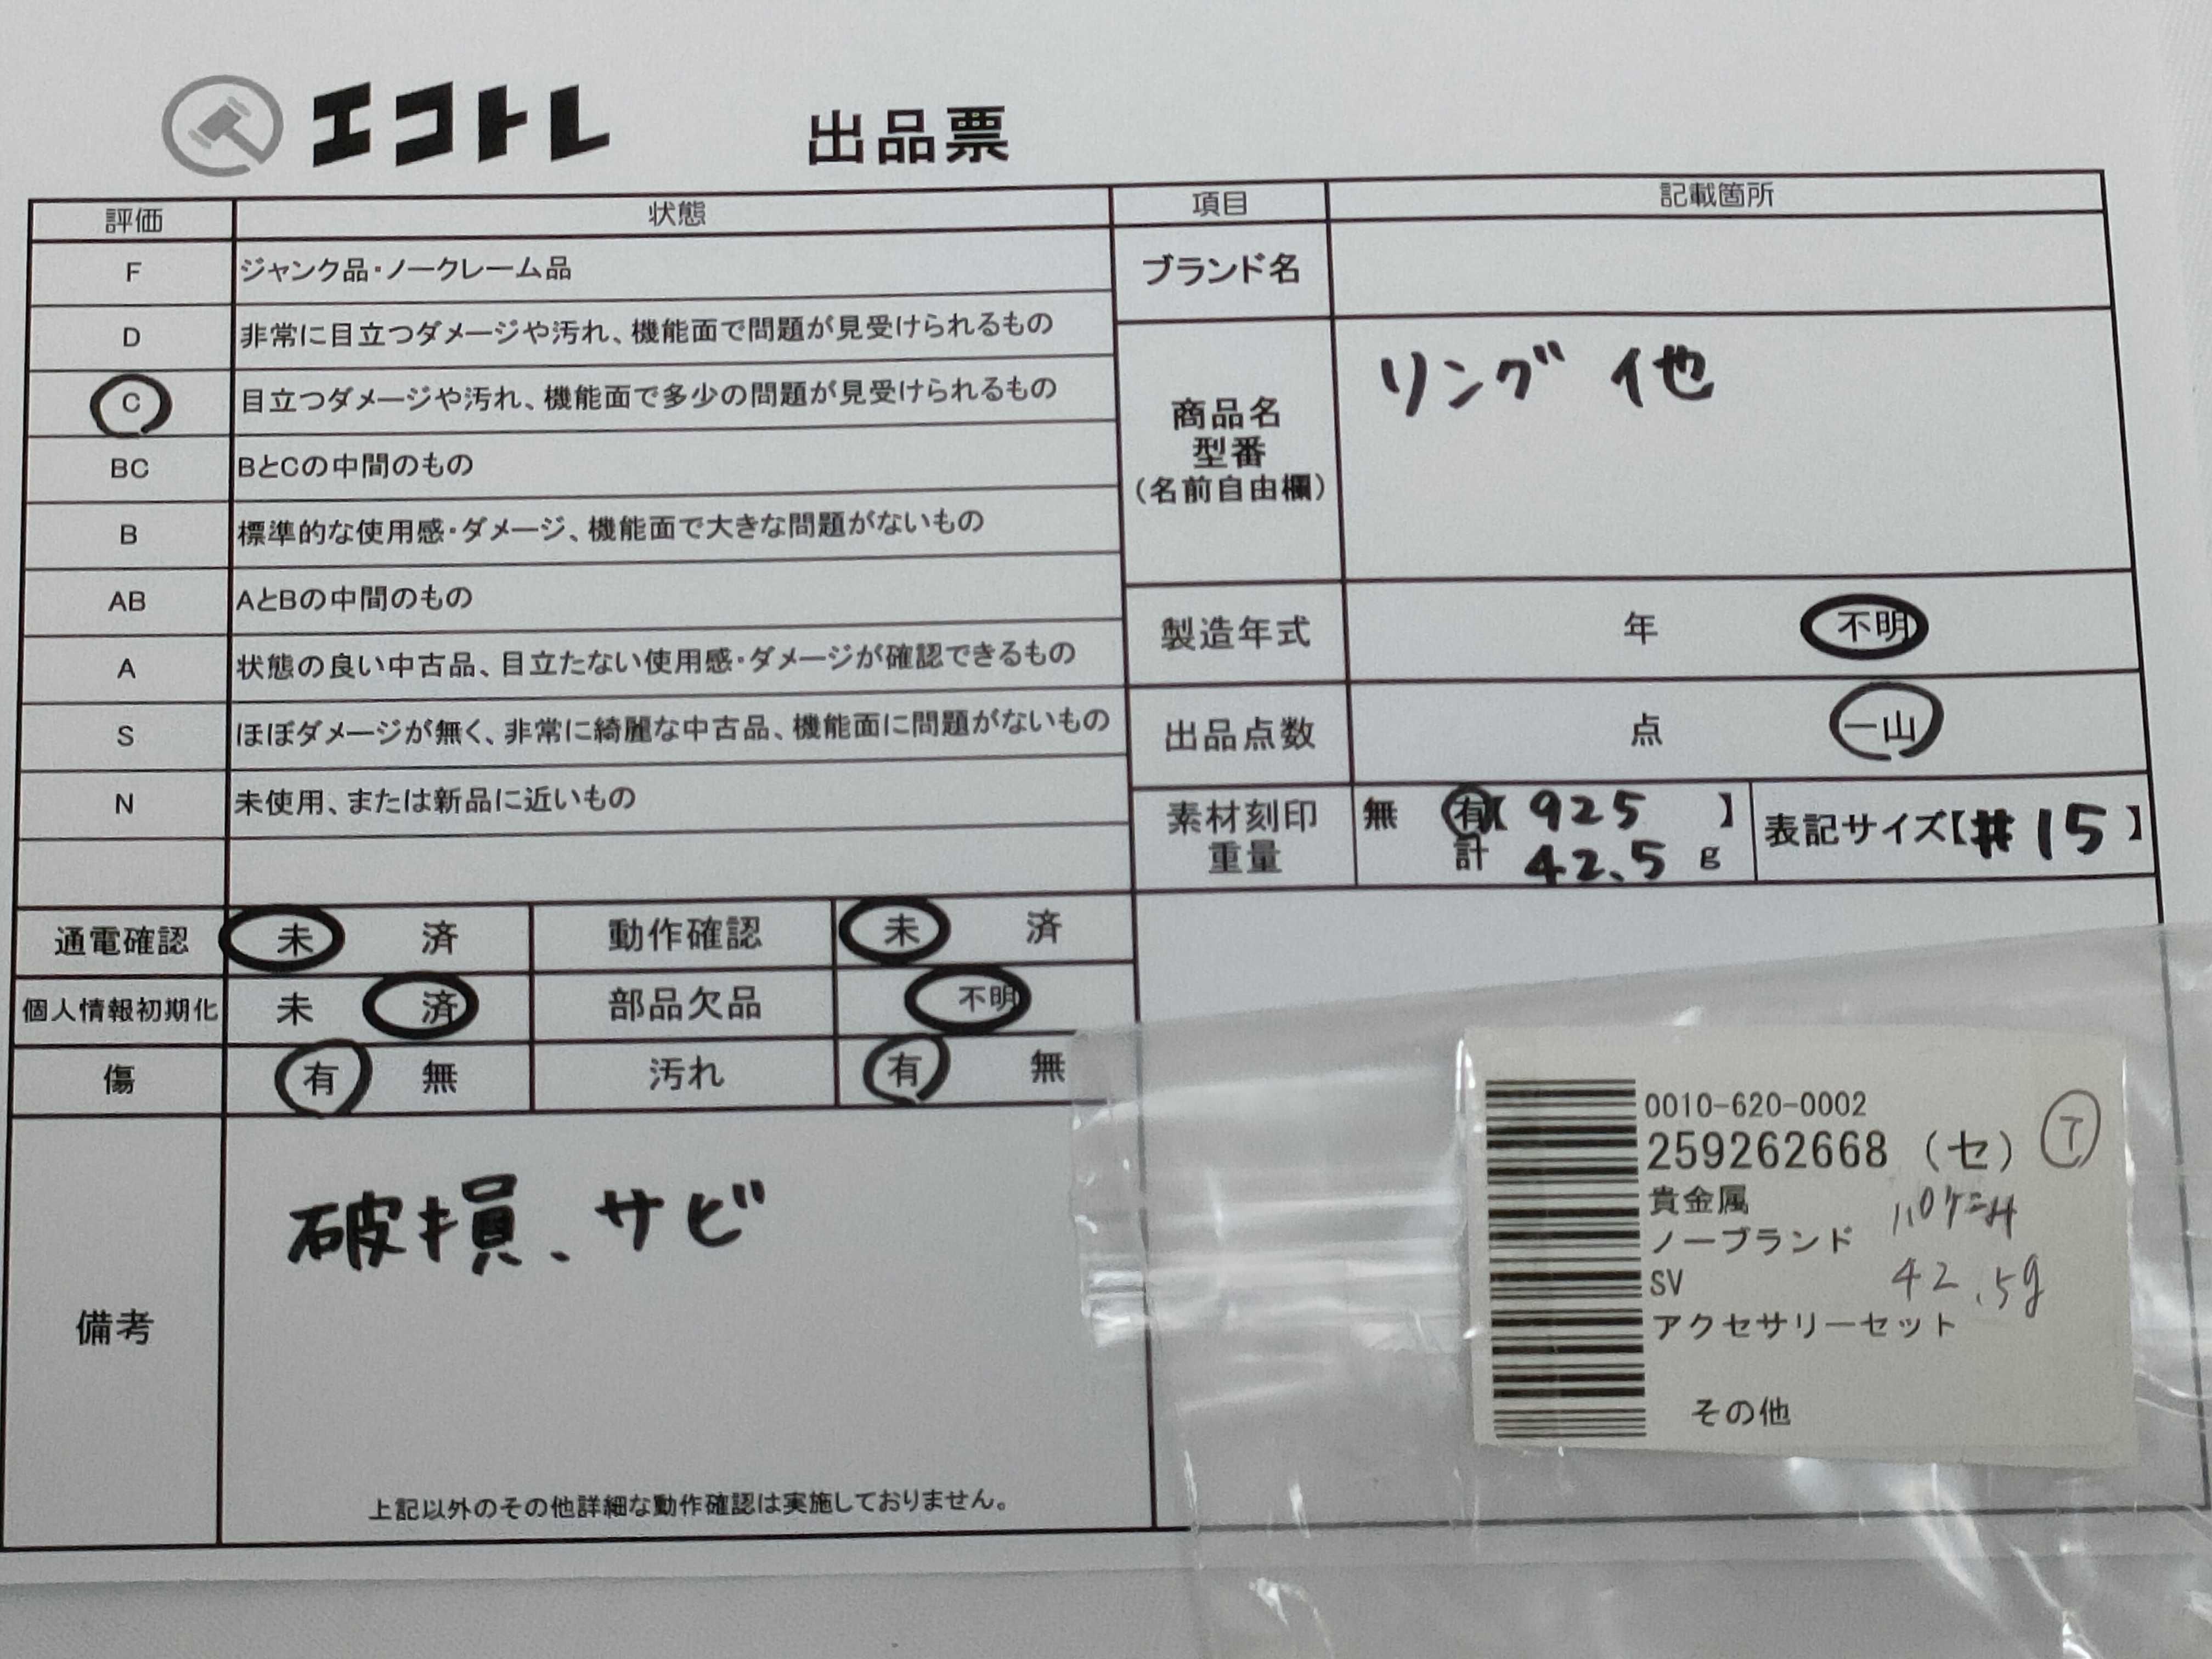 エコトレ 出品票
評価 状態 項目 記載箇所
F ジャンク品・ノークレーム品
D 非常に目立つダメージや汚れ、機能面で問題が見受けられるもの
C 目立つダメージや汚れ、機能面で多少の問題が見受けられるもの
BC BとCの中間のもの
B 標準的な使用感・ダメージ、機能面で大きな問題がないもの
AB AとBの中間のもの
A 状態の良い中古品、目立たない使用感・ダメージが確認できるもの
S ほぼダメージが無く、非常に綺麗な中古品、機能面に問題がないもの
N 未使用、または新品に近いもの
ブランド名
商品名
型番
(名前自由欄)
リング 他
製造年式 年 不明
出品点数 点 一山
素材刻印
重量
無 有【 925 】
計 42.5 g
表記サイズ【#15】
通電確認 未 済 動作確認 未 済
個人情報初期化 未 済 部品欠品 不明
傷 有 無 汚れ 有 無
備考
破損、サビ
上記以外のその他詳細な動作確認は実施しておりません。
0010-620-0002
259262668 (セ)
貴金属
ノーブランド
SV 42.5g
アクセサリーセット
その他